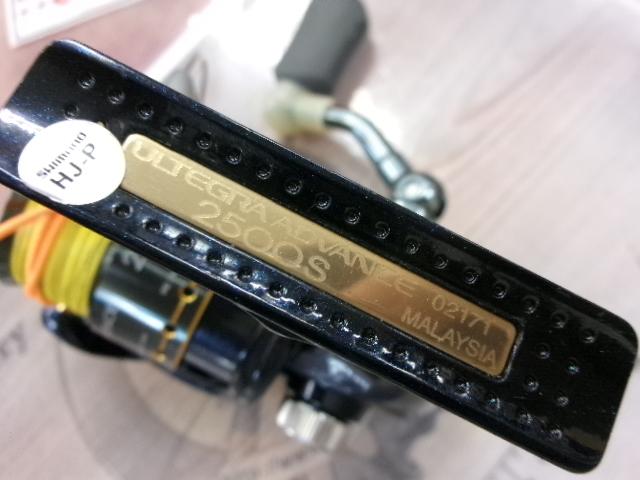 SHIMANO
HJ-P
ULTEGRA ADVANCE
2500S
02171
MALAYSIA